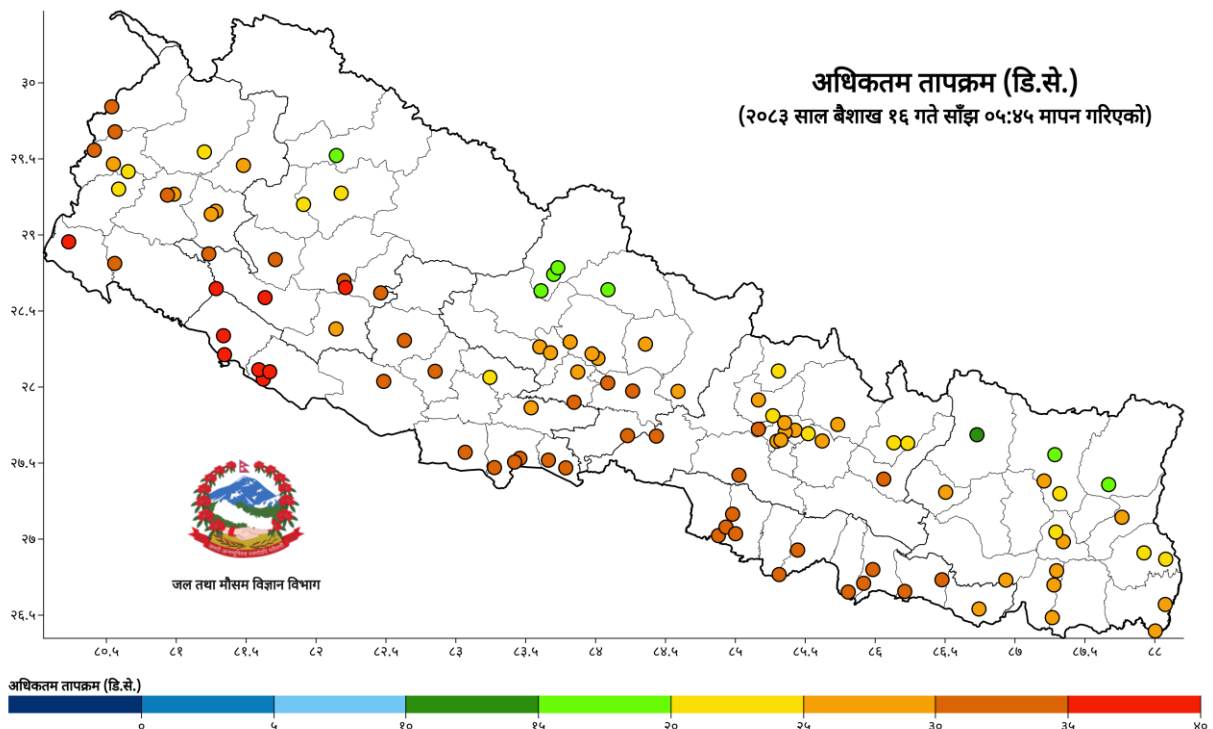 अधिकतम तापक्रम (डि.से.)
(२०८३ साल बैशाख १६ गते साँझ ०५:४५ मापन गरिएको)
३०
२९.५
२९
२८.५
२८
२७.५
२७
२६.५
जल तथा मौसम विज्ञान विभाग
८०.५ ८१ ८१.५ ८२ ८२.५ ८३ ८३.५ ८४ ८४.५ ८५ ८५.५ ८६ ८६.५ ८७ ८७.५ ८८
अधिकतम तापक्रम (डि.से.)
० ५ १० १५ २० २५ ३० ३५ ४०